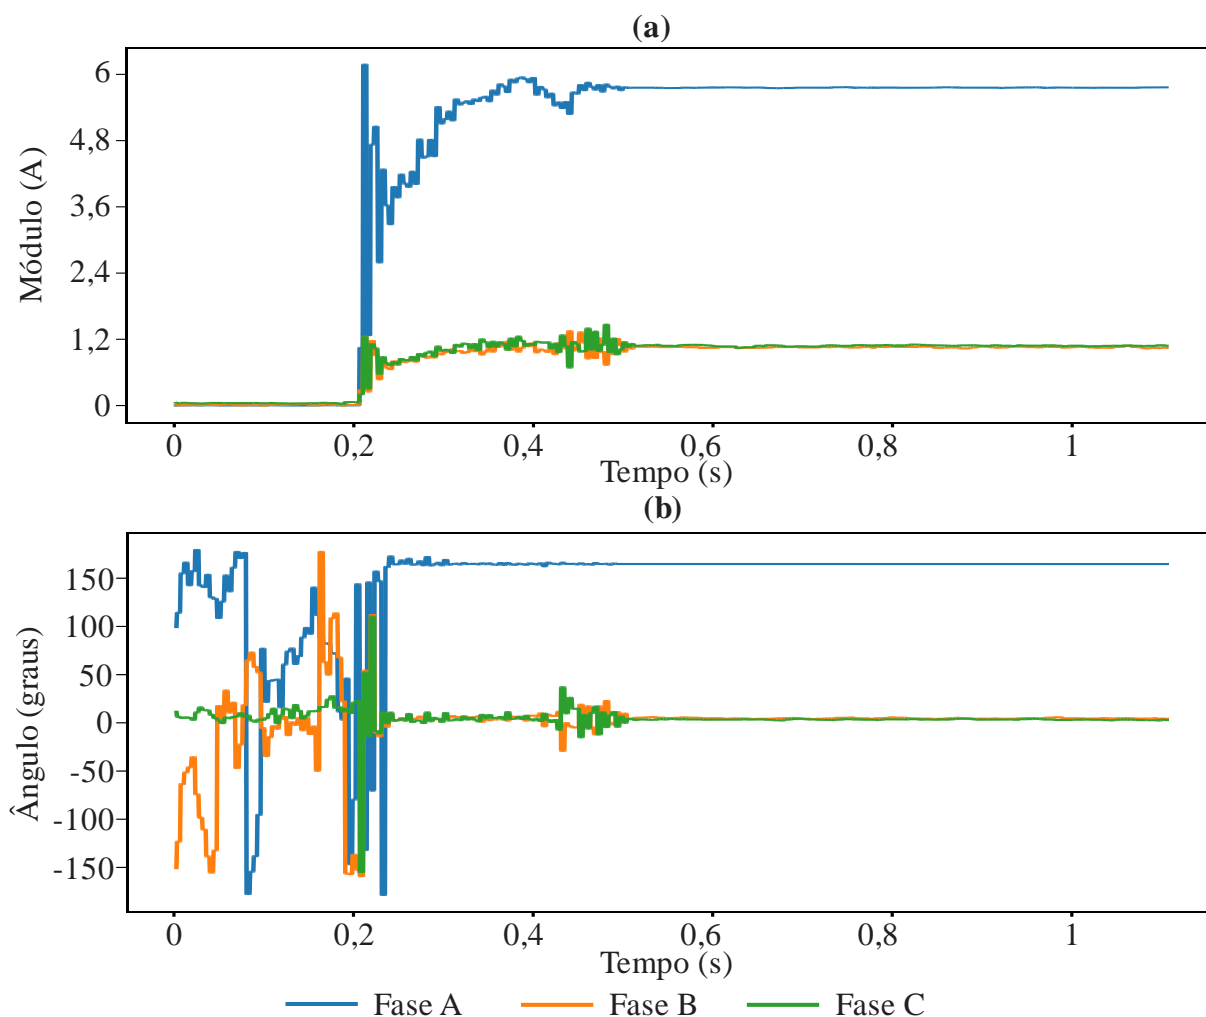 (a)
Módulo (A)
6
4,8
3,6
2,4
1,2
0
0 0,2 0,4 0,6 0,8 1
Tempo (s)
(b)
Ângulo (graus)
150
100
50
0
-50
-100
-150
0 0,2 0,4 0,6 0,8 1
Tempo (s)
Fase A Fase B Fase C